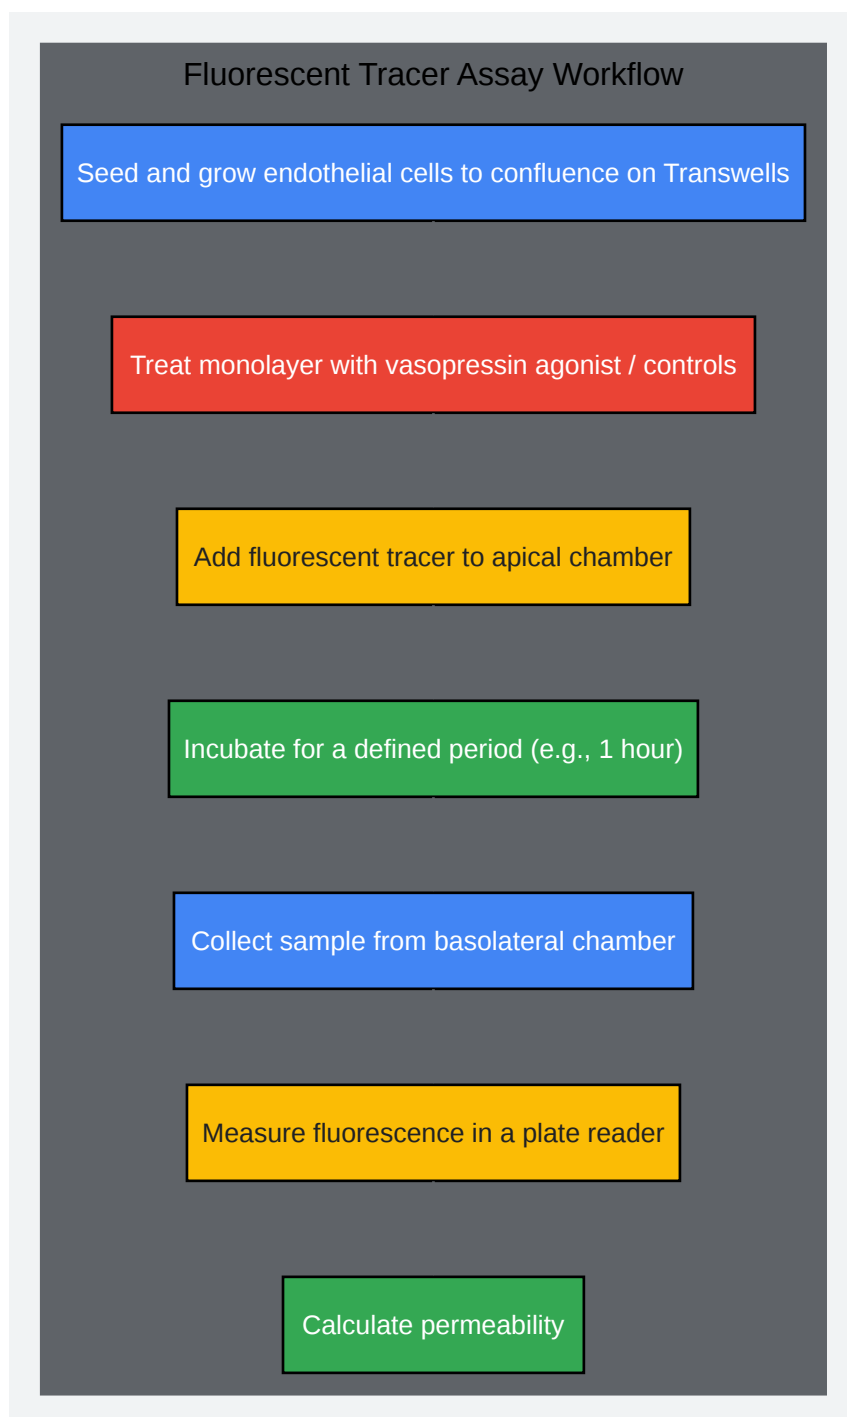 Fluorescent Tracer Assay Workflow
Seed and grow endothelial cells to confluence on Transwells
Treat monolayer with vasopressin agonist / controls
Add fluorescent tracer to apical chamber
Incubate for a defined period (e.g., 1 hour)
Collect sample from basolateral chamber
Measure fluorescence in a plate reader
Calculate permeability